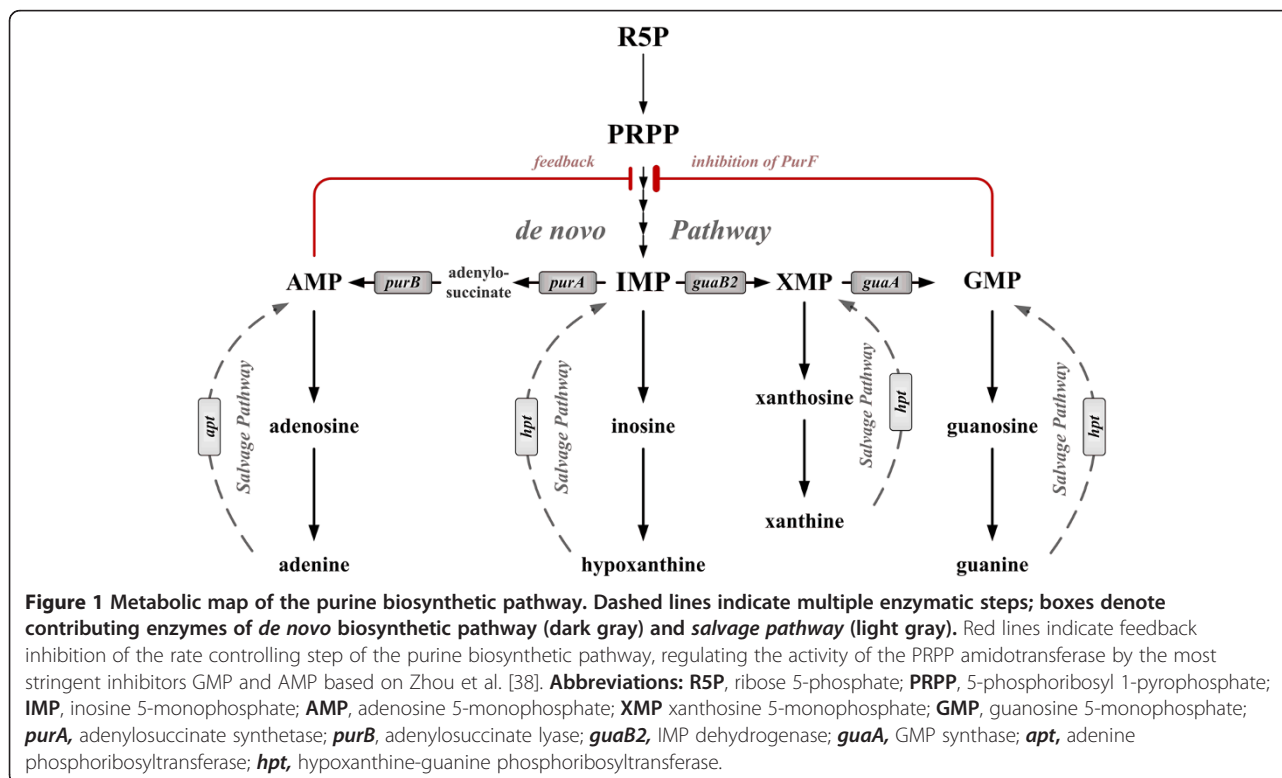 R5P
PRPP
feedback
inhibition of PurF
de novo Pathway
AMP
purB
adenylo-
succinate
purA
IMP
guaB2
XMP
guaA
GMP
apt
Salvage Pathway
adenosine
adenine
hpt
Salvage Pathway
inosine
hypoxanthine
xanthosine
xanthine
Salvage Pathway
hpt
guanosine
guanine
Salvage Pathway
hpt
Figure 1 Metabolic map of the purine biosynthetic pathway. Dashed lines indicate multiple enzymatic steps; boxes denote
contributing enzymes of de novo biosynthetic pathway (dark gray) and salvage pathway (light gray). Red lines indicate feedback
inhibition of the rate controlling step of the purine biosynthetic pathway, regulating the activity of the PRPP amidotransferase by the most
stringent inhibitors GMP and AMP based on Zhou et al. [38]. Abbreviations: R5P, ribose 5-phosphate; PRPP, 5-phosphoribosyl 1-pyrophosphate;
IMP, inosine 5-monophosphate; AMP, adenosine 5-monophosphate; XMP xanthosine 5-monophosphate; GMP, guanosine 5-monophosphate;
purA, adenylosuccinate synthetase; purB, adenylosuccinate lyase; guaB2, IMP dehydrogenase; guaA, GMP synthase; apt, adenine
phosphoribosyltransferase; hpt, hypoxanthine-guanine phosphoribosyltransferase.